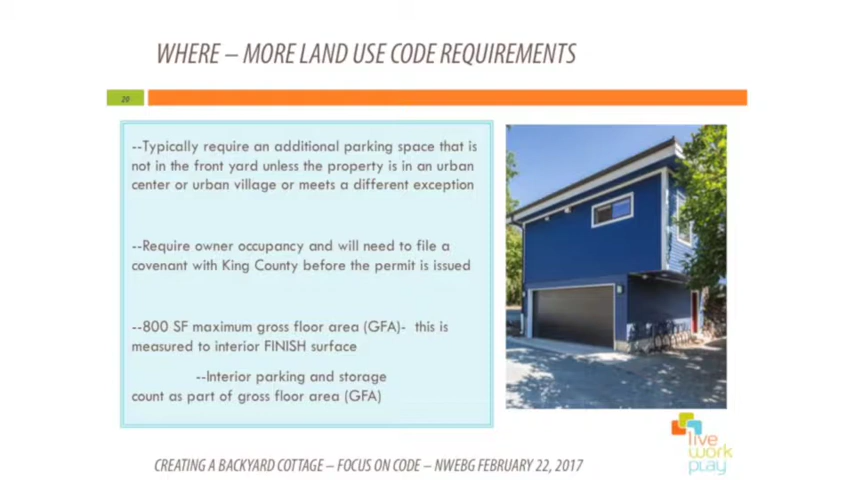 WHERE – MORE LAND USE CODE REQUIREMENTS
20
--Typically require an additional parking space that is
not in the front yard unless the property is in an urban
center or urban village or meets a different exception
--Require owner occupancy and will need to file a
covenant with King County before the permit is issued
--800 SF maximum gross floor area (GFA)- this is
measured to interior FINISH surface
--Interior parking and storage
count as part of gross floor area (GFA)
live
work
play
CREATING A BACKYARD COTTAGE – FOCUS ON CODE – NWEBG FEBRUARY 22, 2017